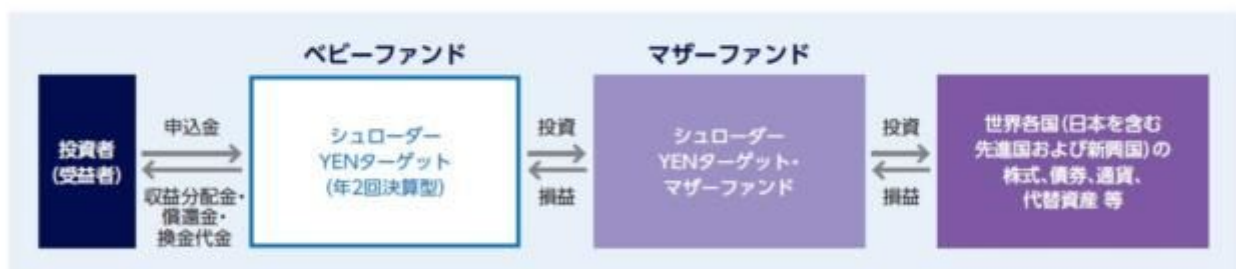 ベビーファンド
マザーファンド
投資者
(受益者)
申込金
収益分配金・
償還金・
換金代金
シュローダー
YENターゲット
(年2回決算型)
投資
損益
シュローダー
YENターゲット・
マザーファンド
投資
損益
世界各国(日本を含む
先進国および新興国)の
株式、債券、通貨、
代替資産 等